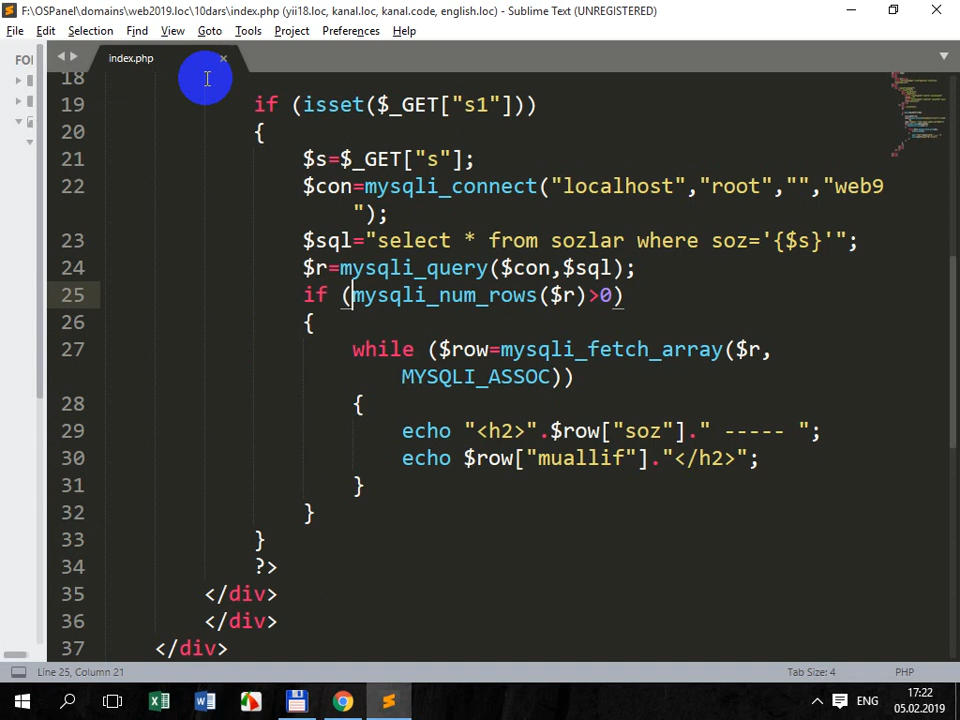 F:\OSPanel\domains\web2019.loc\10dars\index.php (yii18.loc, kanal.loc, kanal.code, english.loc) - Sublime Text (UNREGISTERED)
File Edit Selection Find View Goto Tools Project Preferences Help
FOI
index.php
18
19 if (isset($_GET["s1"]))
20 {
21 $s=$_GET["s"];
22 $con=mysqli_connect("localhost","root","","web9
");
23 $sql="select * from sozlar where soz='{$s}'";
24 $r=mysqli_query($con,$sql);
25 if (mysqli_num_rows($r)>0)
26 {
27 while ($row=mysqli_fetch_array($r,
MYSQLI_ASSOC))
28 {
29 echo "<h2>".$row["soz"]." ----- ";
30 echo $row["muallif"]."</h2>";
31 }
32 }
33 }
34 ?>
35 </div>
36 </div>
37 </div>
Line 25, Column 21 Tab Size: 4 PHP
ENG
17:22
05.02.2019